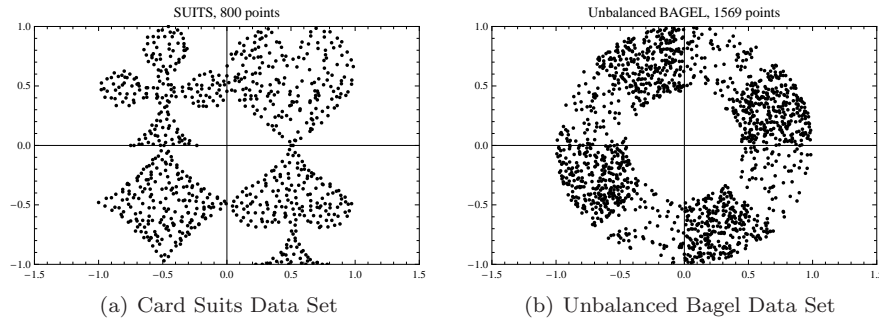 SUITS, 800 points
1.0
0.5
0.0
−0.5
−1.0
−1.5 −1.0 −0.5 0.0 0.5 1.0 1.5
(a) Card Suits Data Set
Unbalanced BAGEL, 1569 points
1.0
0.5
0.0
−0.5
−1.0
−1.5 −1.0 −0.5 0.0 0.5 1.0 1.5
(b) Unbalanced Bagel Data Set